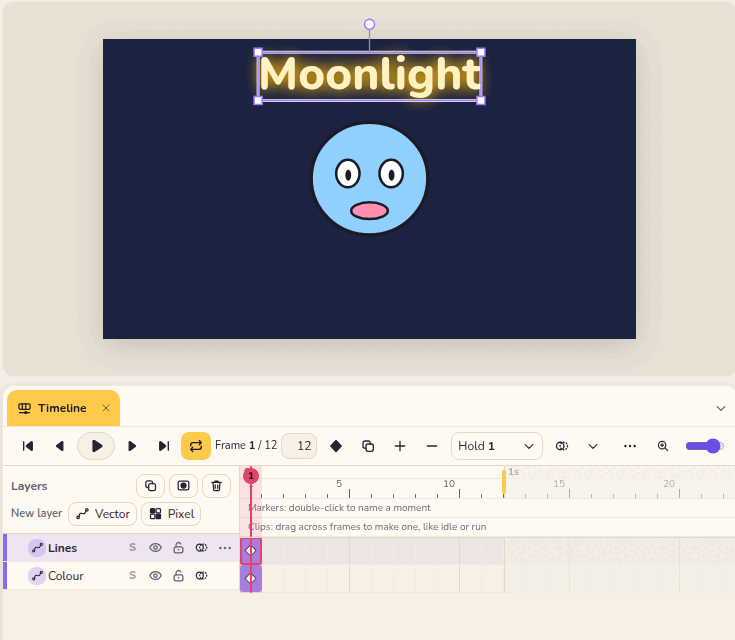 Moonlight
Timeline
Frame 1 / 12 12 Hold 1
1s
Layers 1 5 10 15 20
New layer Vector Pixel
Markers: double-click to name a moment
Clips: drag across frames to make one, like idle or run
Lines S
Colour S